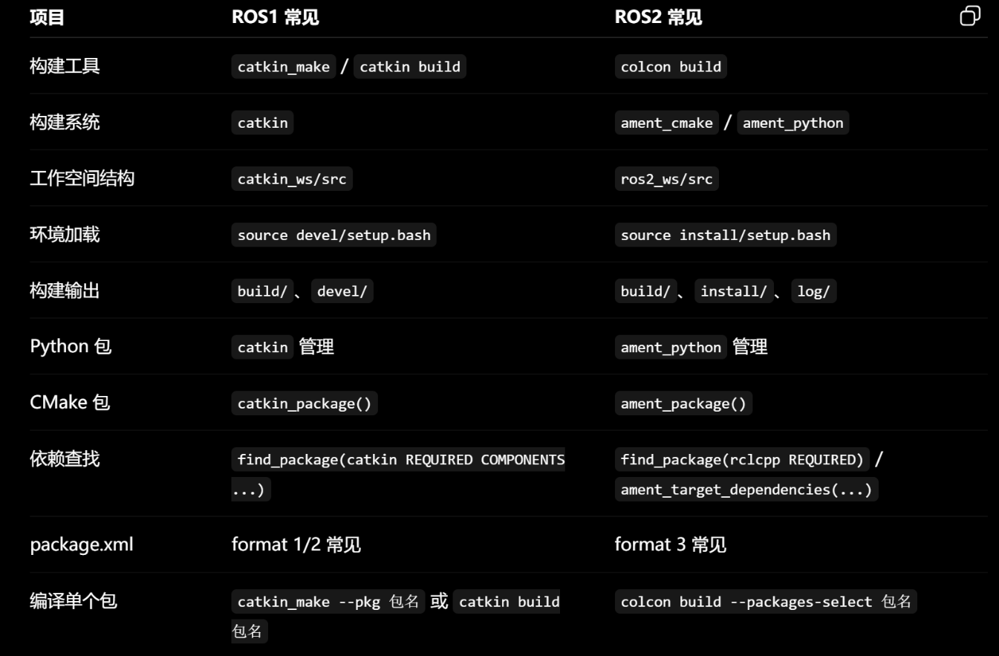 项目 ROS1 常见 ROS2 常见
构建工具 catkin_make / catkin build colcon build
构建系统 catkin ament_cmake / ament_python
工作空间结构 catkin_ws/src ros2_ws/src
环境加载 source devel/setup.bash source install/setup.bash
构建输出 build/、devel/ build/、install/、log/
Python 包 catkin 管理 ament_python 管理
CMake 包 catkin_package() ament_package()
依赖查找 find_package(catkin REQUIRED COMPONENTS find_package(rclcpp REQUIRED) /
...) ament_target_dependencies(...)
package.xml format 1/2 常见 format 3 常见
编译单个包 catkin_make --pkg 包名 或 catkin build colcon build --packages-select 包名
包名